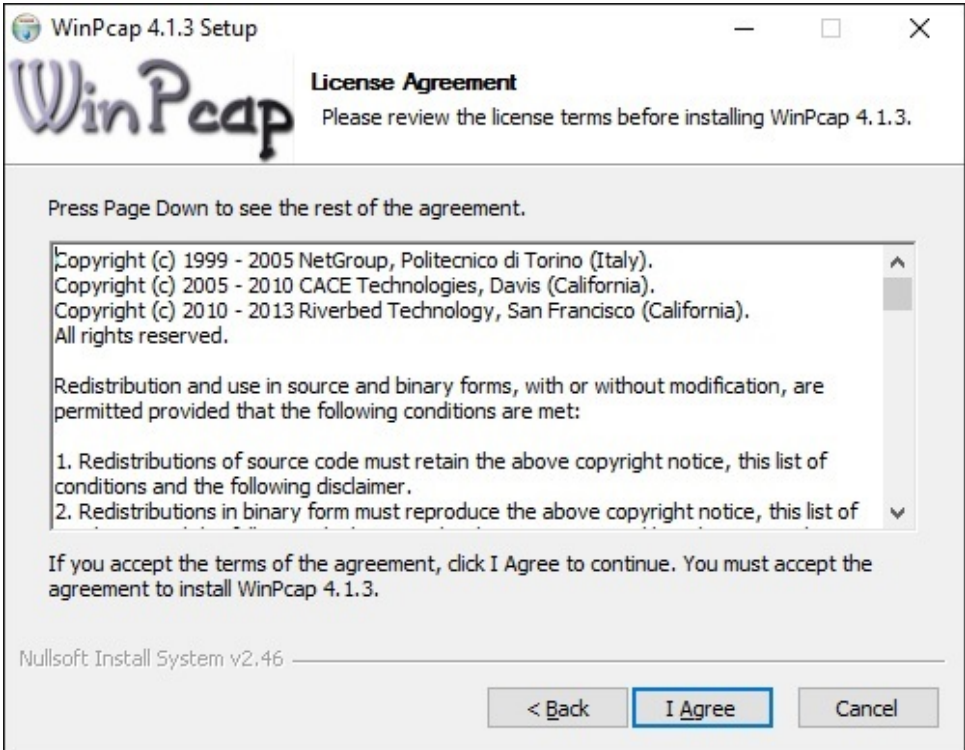 WinPcap 4.1.3 Setup
WinPcap
License Agreement
Please review the license terms before installing WinPcap 4.1.3.
Press Page Down to see the rest of the agreement.
Copyright (c) 1999 - 2005 NetGroup, Politecnico di Torino (Italy).
Copyright (c) 2005 - 2010 CACE Technologies, Davis (California).
Copyright (c) 2010 - 2013 Riverbed Technology, San Francisco (California).
All rights reserved.
Redistribution and use in source and binary forms, with or without modification, are
permitted provided that the following conditions are met:
1. Redistributions of source code must retain the above copyright notice, this list of
conditions and the following disclaimer.
2. Redistributions in binary form must reproduce the above copyright notice, this list of
If you accept the terms of the agreement, click I Agree to continue. You must accept the
agreement to install WinPcap 4.1.3.
Nullsoft Install System v2.46
< Back
I Agree
Cancel